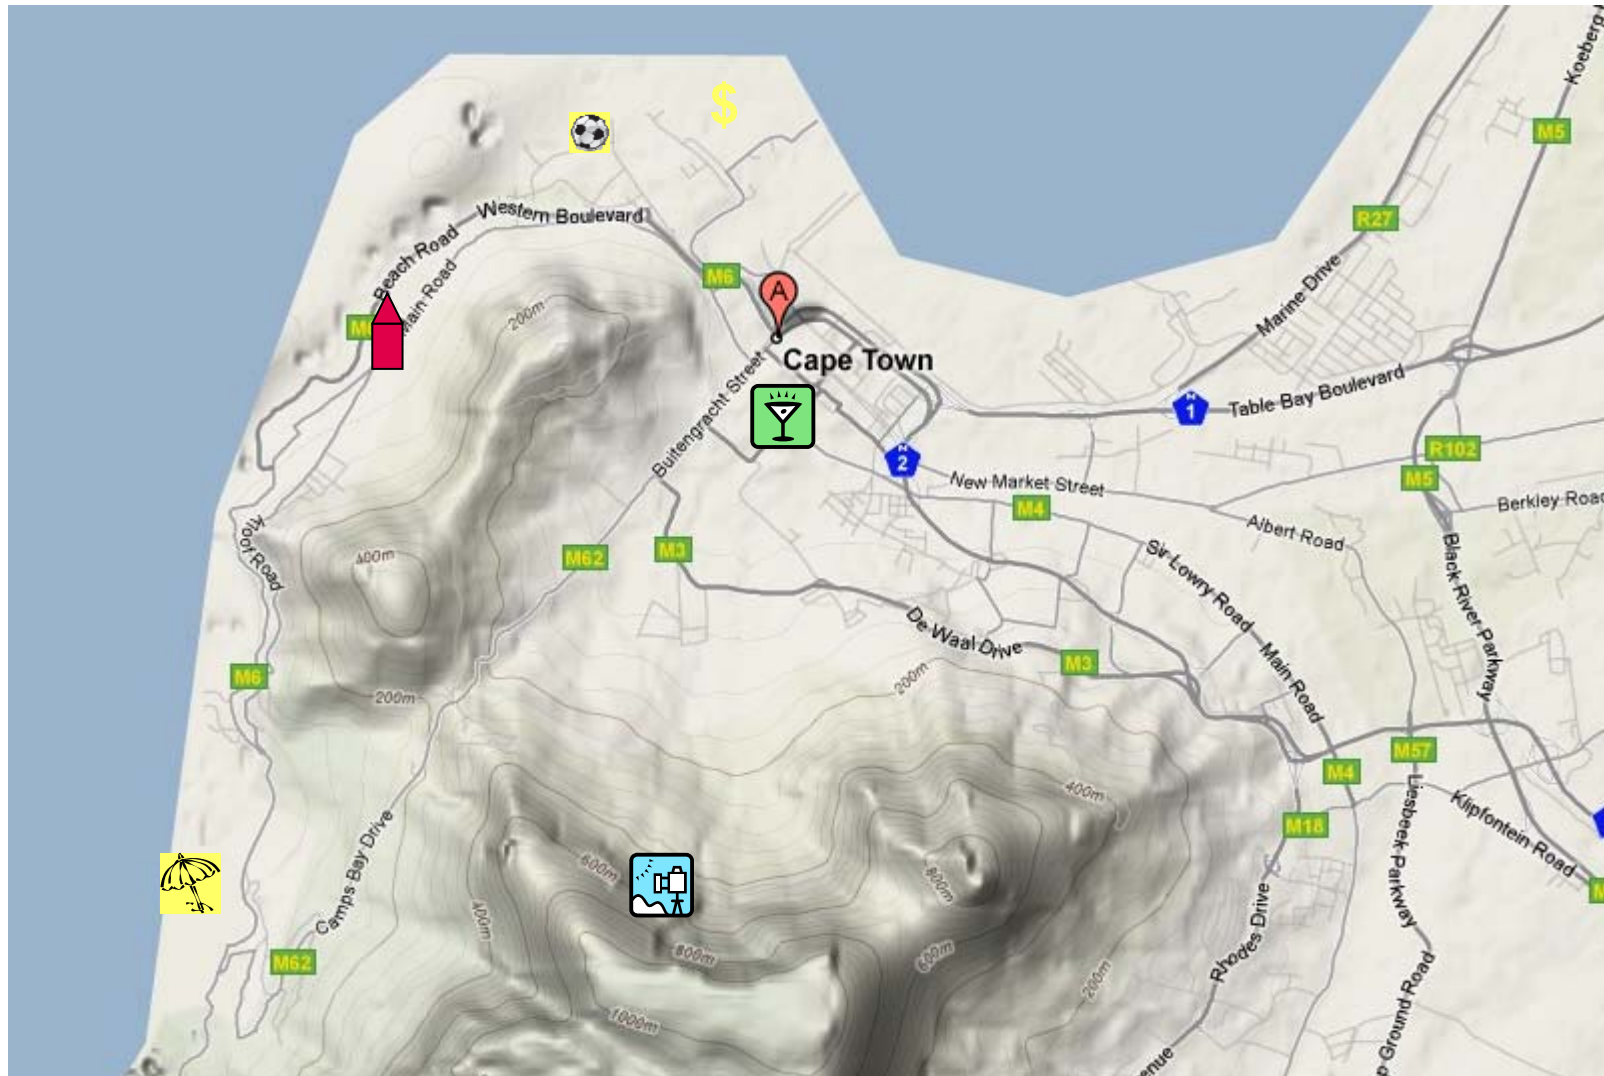 Koeberg
$
M5
Western Boulevard
R27
Beach Road
M6
A
Marine Drive
Main Road
200m
Cape Town
Buitengracht Street
Table Bay Boulevard
N
1
N
2
R102
M5
New Market Street
M4
Berkley Road
Albert Road
Kloof Road
400m
M62
M3
Sir Lowry Road
Black River Parkway
De Waal Drive
M3
Main Road
M6
200m
200m
M57
M4
400m
Liesbeek Parkway
Klipfontein Road
M18
Camps Bay Drive
600m
800m
400m
Rhodes Drive
M62
800m
600m
200m
1000m
Ground Road